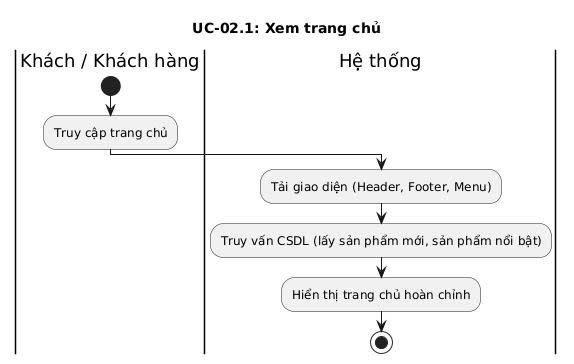 UC-02.1: Xem trang chủ
Khách / Khách hàng
Hệ thống
Truy cập trang chủ
Tải giao diện (Header, Footer, Menu)
Truy vấn CSDL (lấy sản phẩm mới, sản phẩm nổi bật)
Hiển thị trang chủ hoàn chỉnh